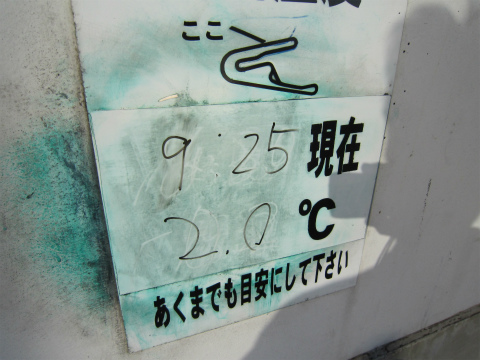 ここ
9:25 現在
2.0 ℃
あくまでも目安にして下さい